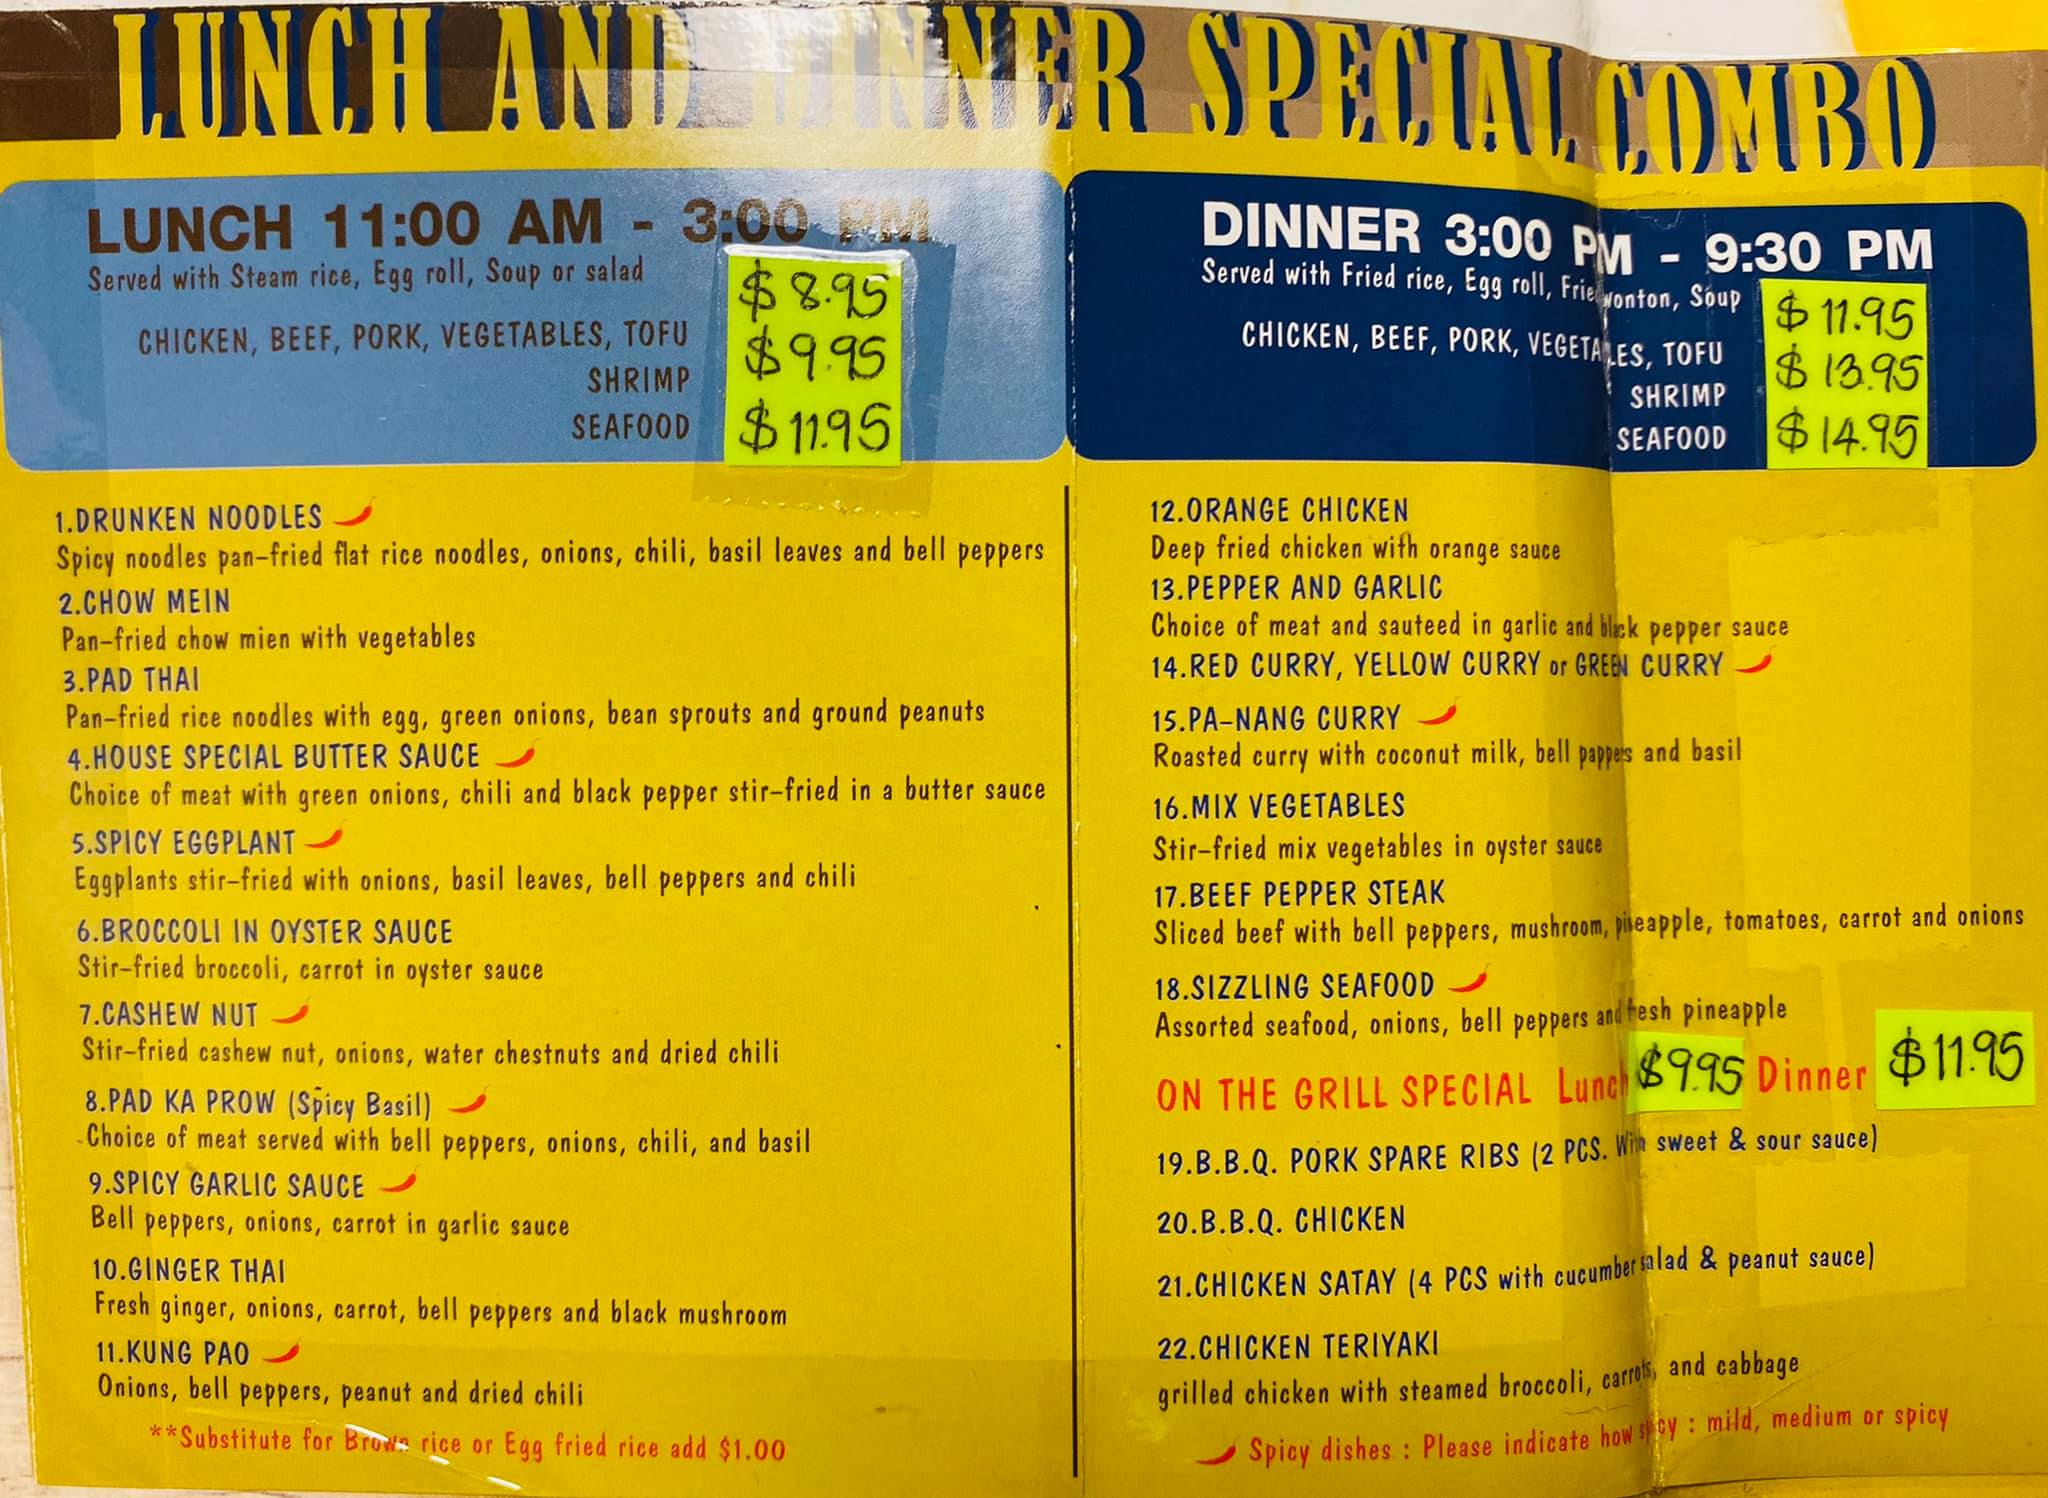 LUNCH AND DINNER SPECIAL COMBO
LUNCH 11:00 AM - 3:00 PM
Served with Steam rice, Egg roll, Soup or salad
$ 8.95
CHICKEN, BEEF, PORK, VEGETABLES, TOFU
$ 9.95
SHRIMP
SEAFOOD
$ 11.95
1.DRUNKEN NOODLES
Spicy noodles pan-fried flat rice noodles, onions, chili, basil leaves and bell peppers
2.CHOW MEIN
Pan-fried chow mien with vegetables
3.PAD THAI
Pan-fried rice noodles with egg, green onions, bean sprouts and ground peanuts
4.HOUSE SPECIAL BUTTER SAUCE
Choice of meat with green onions, chili and black pepper stir-fried in a butter sauce
5.SPICY EGGPLANT
Eggplants stir-fried with onions, basil leaves, bell peppers and chili
6.BROCCOLI IN OYSTER SAUCE
Stir-fried broccoli, carrot in oyster sauce
7.CASHEW NUT
Stir-fried cashew nut, onions, water chestnuts and dried chili
8.PAD KA PROW (Spicy Basil)
Choice of meat served with bell peppers, onions, chili, and basil
9.SPICY GARLIC SAUCE
Bell peppers, onions, carrot in garlic sauce
10.GINGER THAI
Fresh ginger, onions, carrot, bell peppers and black mushroom
11.KUNG PAO
Onions, bell peppers, peanut and dried chili
**Substitute for Brown rice or Egg fried rice add $1.00
DINNER 3:00 PM - 9:30 PM
Served with Fried rice, Egg roll, Fried wonton, Soup
$ 11.95
CHICKEN, BEEF, PORK, VEGETABLES, TOFU
$ 13.95
SHRIMP
SEAFOOD
$ 14.95
12.ORANGE CHICKEN
Deep fried chicken with orange sauce
13.PEPPER AND GARLIC
Choice of meat and sauteed in garlic and black pepper sauce
14.RED CURRY, YELLOW CURRY or GREEN CURRY
15.PA-NANG CURRY
Roasted curry with coconut milk, bell pappers and basil
16.MIX VEGETABLES
Stir-fried mix vegetables in oyster sauce
17.BEEF PEPPER STEAK
Sliced beef with bell peppers, mushroom, pineapple, tomatoes, carrot and onions
18.SIZZLING SEAFOOD
Assorted seafood, onions, bell peppers and fresh pineapple
ON THE GRILL SPECIAL Lunch $9.95 Dinner $11.95
19.B.B.Q. PORK SPARE RIBS (2 PCS. With sweet & sour sauce)
20.B.B.Q. CHICKEN
21.CHICKEN SATAY (4 PCS with cucumber salad & peanut sauce)
22.CHICKEN TERIYAKI
grilled chicken with steamed broccoli, carrots, and cabbage
Spicy dishes : Please indicate how spicy : mild, medium or spicy